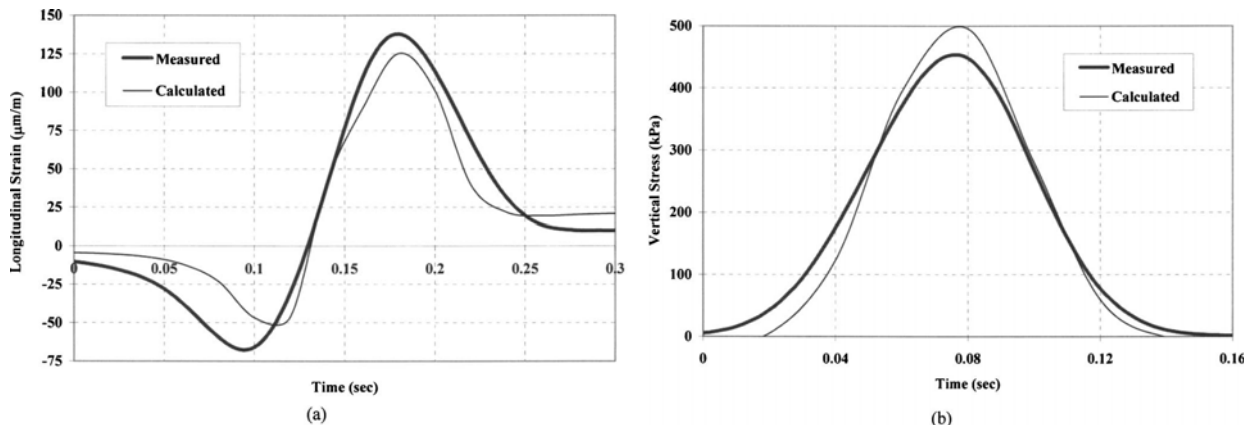 150
125
100
75
50
25
0
-25
-50
-75
Longitudinal Strain (µm/m)
Measured
Calculated
0 0.05 0.1 0.15 0.2 0.25 0.3
Time (sec)
(a)
500
400
300
200
100
0
Vertical Stress (kPa)
Measured
Calculated
0 0.04 0.08 0.12 0.16
Time (sec)
(b)